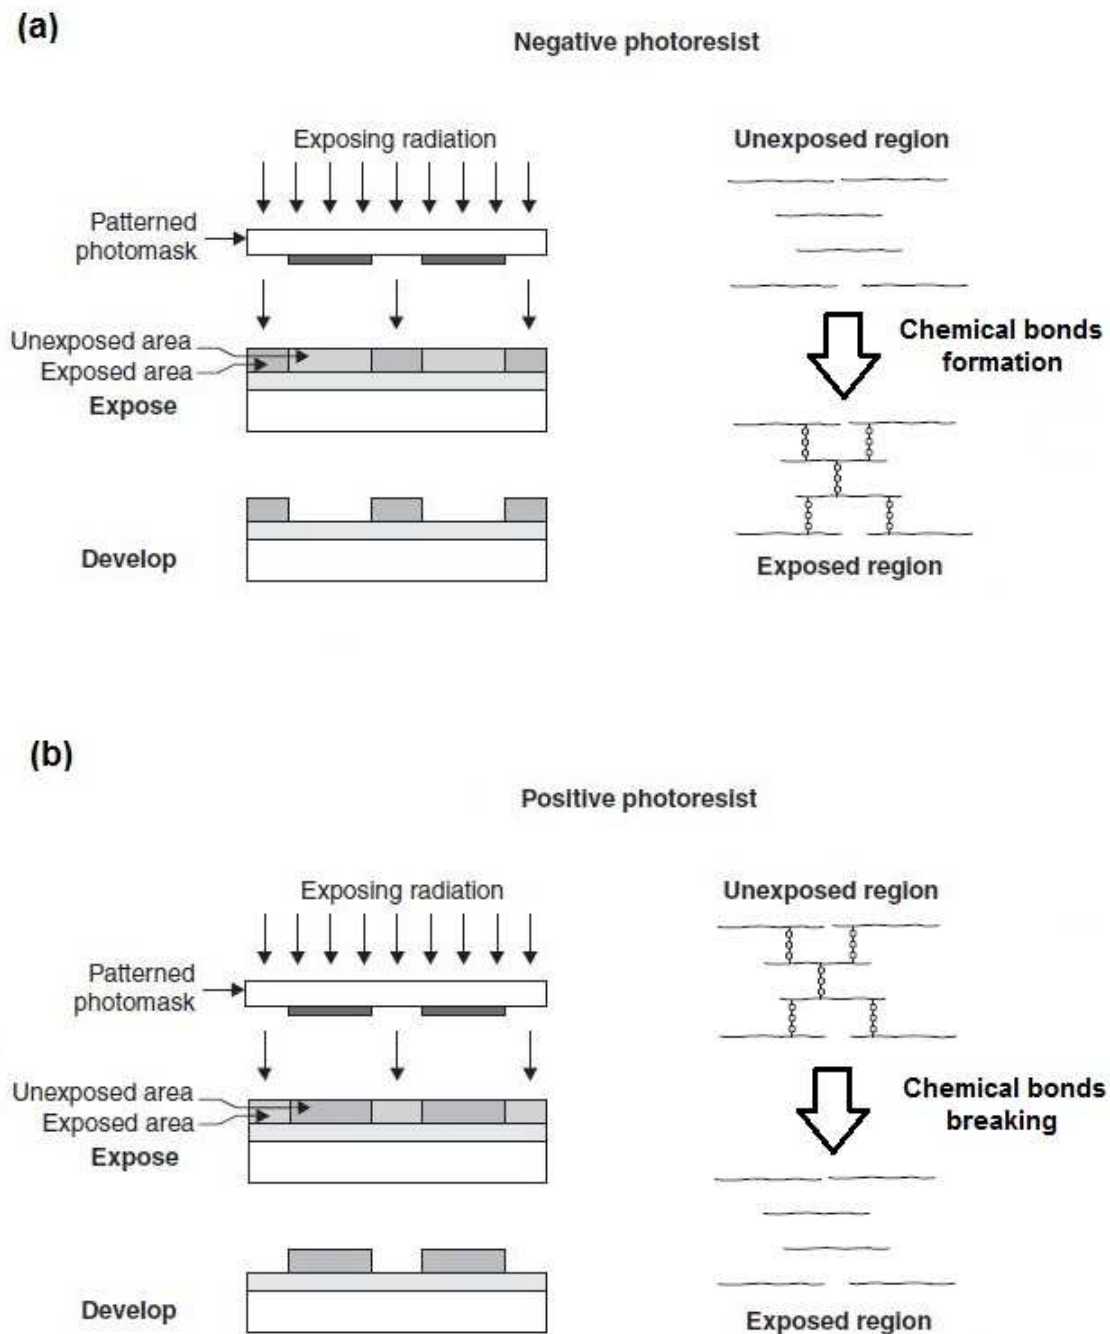 (a)
Negative photoresist
Exposing radiation
Patterned
photomask
Unexposed area
Exposed area
Expose
Develop
Unexposed region
Chemical bonds
formation
Exposed region
(b)
Positive photoresist
Exposing radiation
Patterned
photomask
Unexposed area
Exposed area
Expose
Develop
Unexposed region
Chemical bonds
breaking
Exposed region